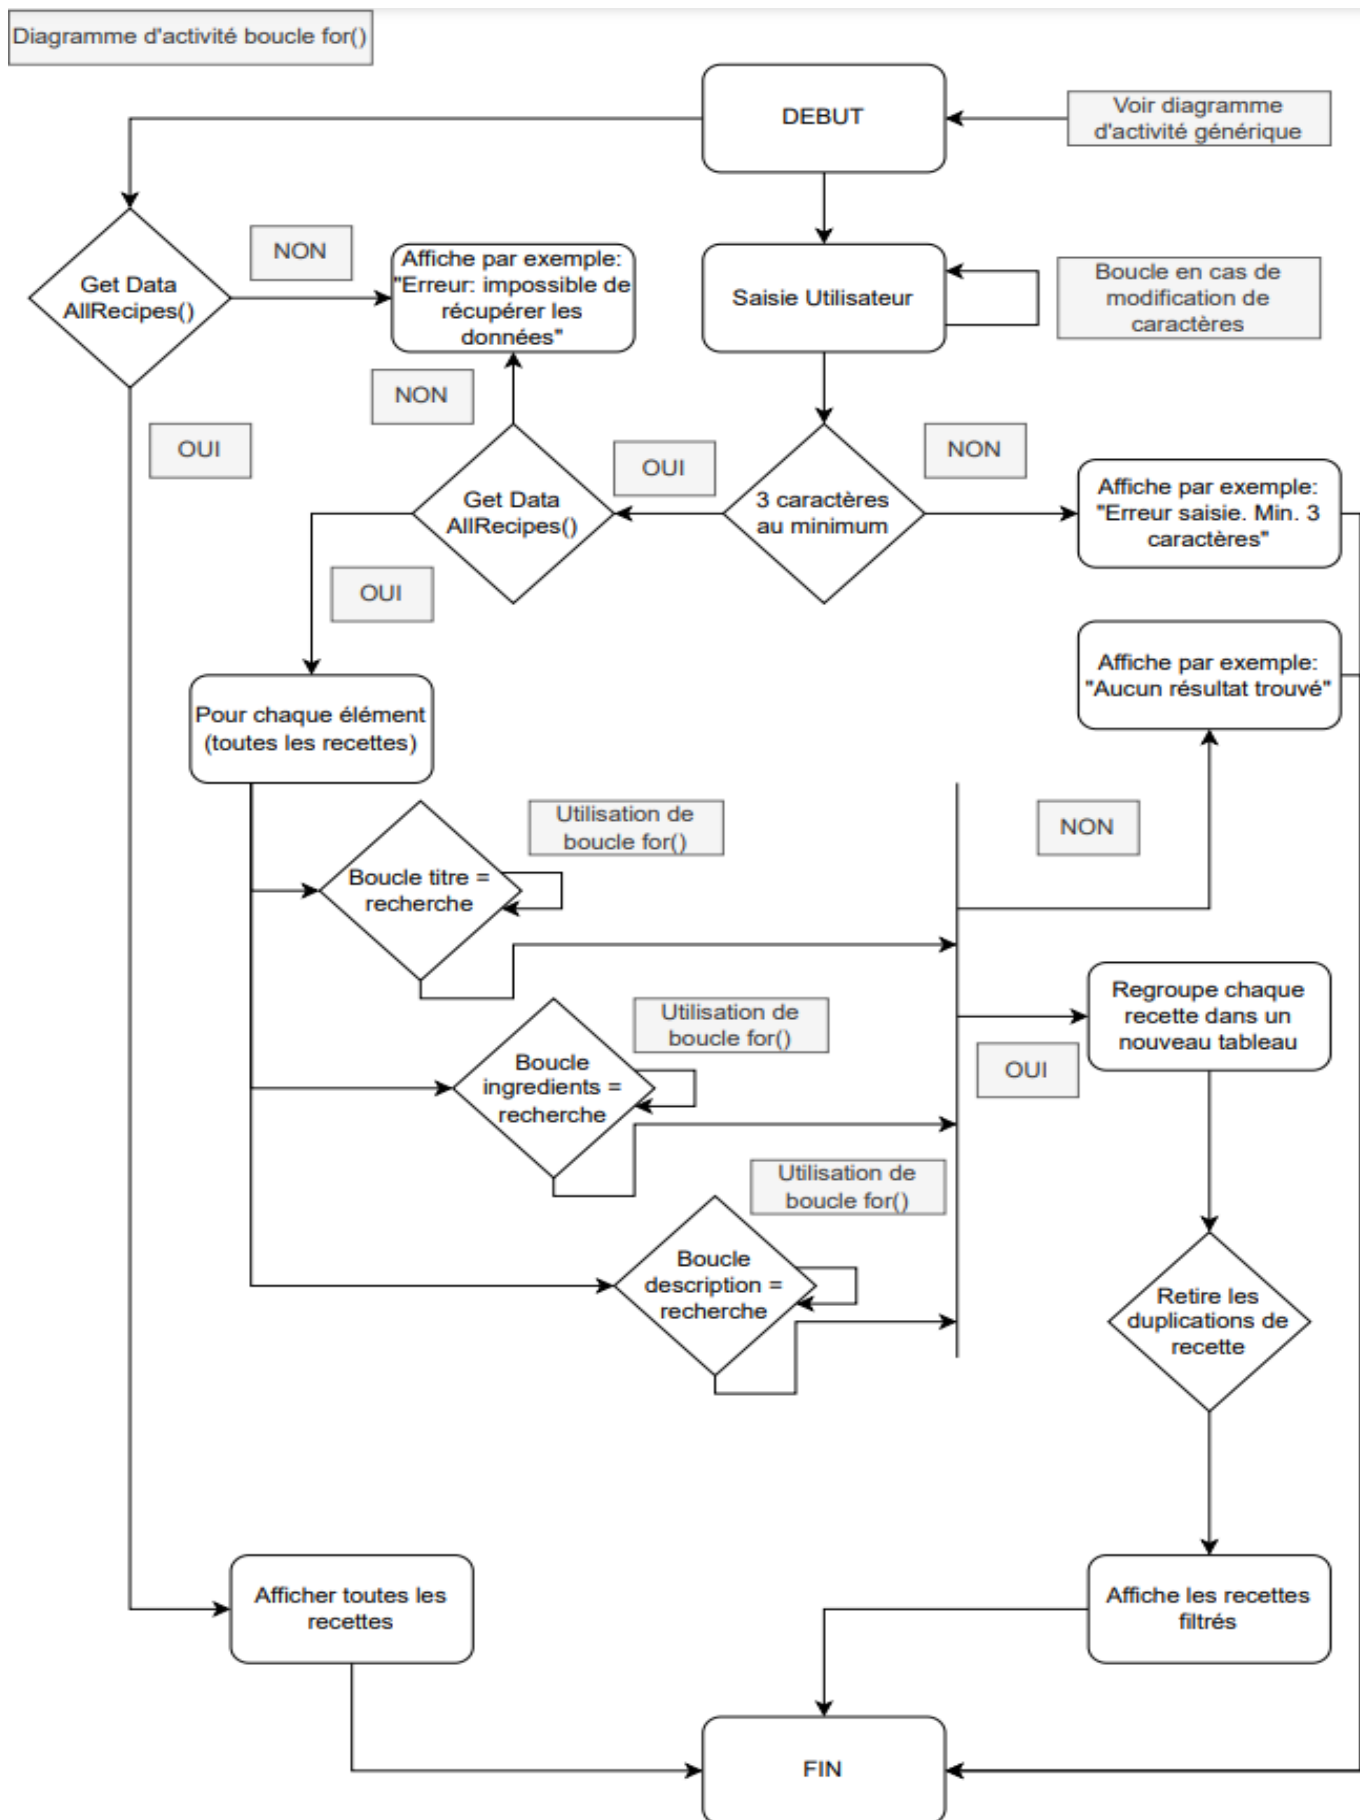 Diagramme d'activité boucle for()
DEBUT
Voir diagramme
d'activité générique
NON
Affiche par exemple:
"Erreur: impossible de
récupérer les
données"
Get Data
AllRecipes()
Saisie Utilisateur
Boucle en cas de
modification de
caractères
NON
OUI
OUI
NON
Get Data
AllRecipes()
3 caractères
au minimum
Affiche par exemple:
"Erreur saisie. Min. 3
caractères"
OUI
Affiche par exemple:
"Aucun résultat trouvé"
Pour chaque élément
(toutes les recettes)
Utilisation de
boucle for()
NON
Boucle titre =
recherche
Regroupe chaque
recette dans un
nouveau tableau
Utilisation de
boucle for()
OUI
Boucle
ingredients =
recherche
Utilisation de
boucle for()
Boucle
description =
recherche
Retire les
duplications de
recette
Afficher toutes les
recettes
Affiche les recettes
filtrés
FIN